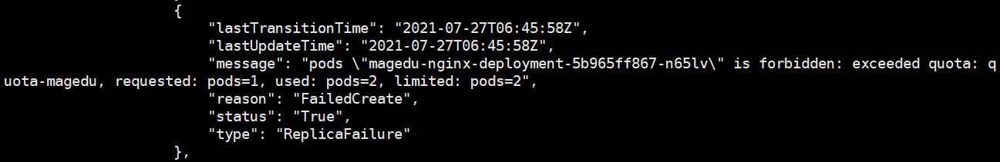 {
"lastTransitionTime": "2021-07-27T06:45:58Z",
"lastUpdateTime": "2021-07-27T06:45:58Z",
"message": "pods \"magedu-nginx-deployment-5b965ff867-n65lv\" is forbidden: exceeded quota: q
uota-magedu, requested: pods=1, used: pods=2, limited: pods=2",
"reason": "FailedCreate",
"status": "True",
"type": "ReplicaFailure"
},